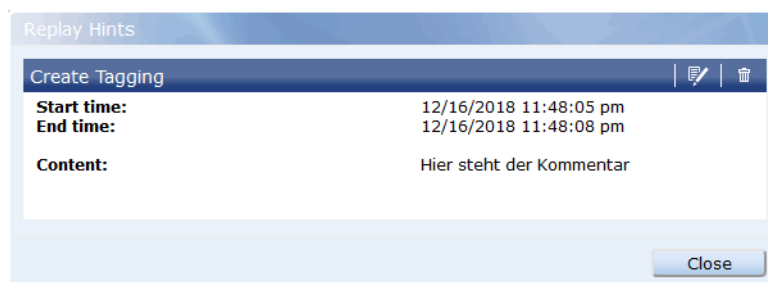 Replay Hints
Create Tagging
Start time: 12/16/2018 11:48:05 pm
End time: 12/16/2018 11:48:08 pm
Content: Hier steht der Kommentar
Close